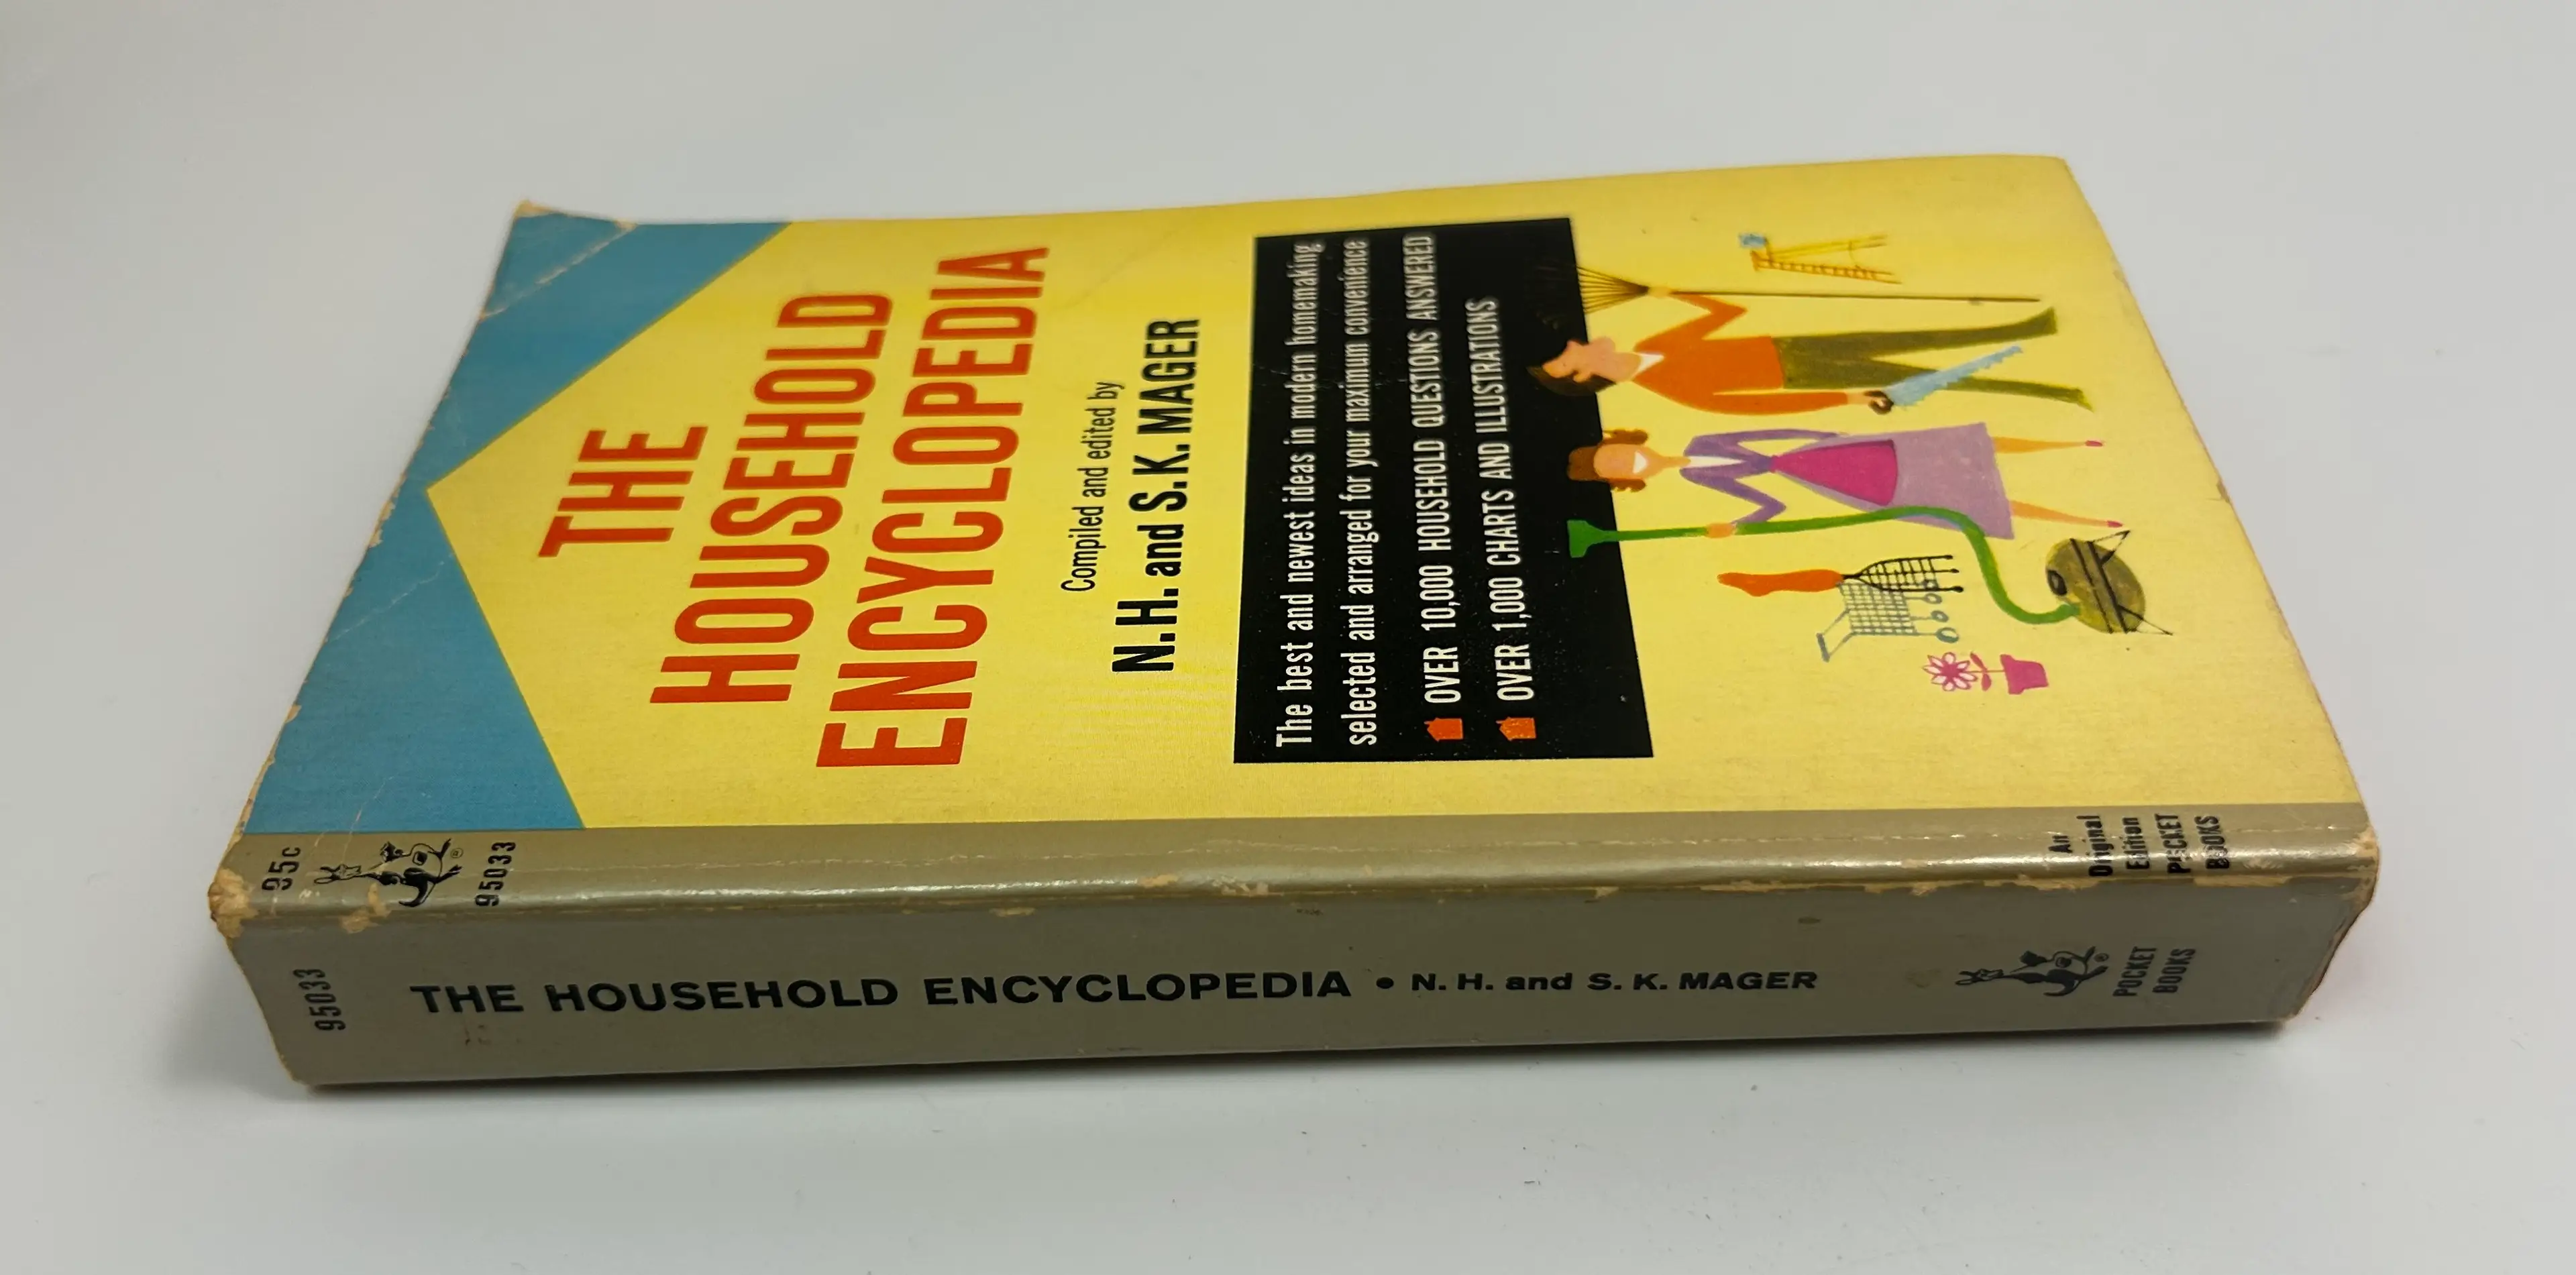 THE
HOUSEHOLD
ENCYCLOPEDIA
Compiled and edited by
N.H. and S.K. MAGER
The best and newest ideas in modern homemaking
selected and arranged for your maximum convenience
OVER 10,000 HOUSEHOLD QUESTIONS ANSWERED
OVER 1,000 CHARTS AND ILLUSTRATIONS
95c
®
95033
An
Original
Edition
POCKET
BOOKS
95033
THE HOUSEHOLD ENCYCLOPEDIA • N. H. and S. K. MAGER
®
POCKET
BOOKS